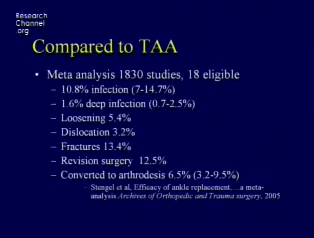 Research
Channel
.org
Compared to TAA
• Meta analysis 1830 studies, 18 eligible
– 10.8% infection (7-14.7%)
– 1.6% deep infection (0.7-2.5%)
– Loosening 5.4%
– Dislocation 3.2%
– Fractures 13.4%
– Revision surgery 12.5%
– Converted to arthrodesis 6.5% (3.2-9.5%)
– Stengel et al, Efficacy of ankle replacement,…a meta-
analysis Archives of Orthopedic and Trauma surgery, 2005